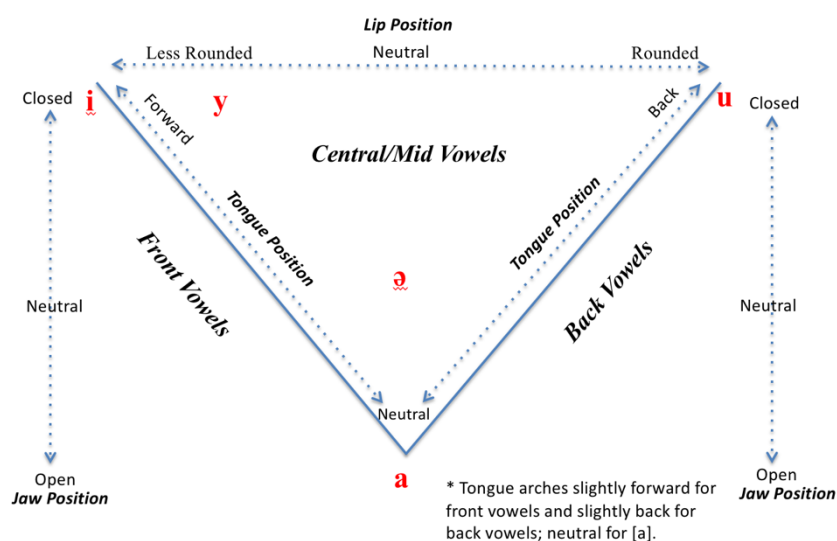 Lip Position
Less Rounded Neutral Rounded
Closed i y u Closed
Forward Back
Central/Mid Vowels
Tongue Position Tongue Position
Front Vowels Back Vowels
ə
Neutral Neutral
Neutral
a
Open Open
Jaw Position Jaw Position
* Tongue arches slightly forward for
front vowels and slightly back for
back vowels; neutral for [a].